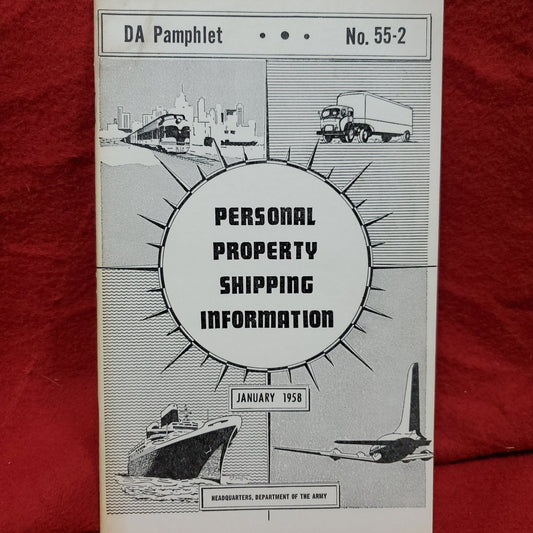 DA Pamphlet • • • No. 55-2
PERSONAL
PROPERTY
SHIPPING
INFORMATION
JANUARY 1958
HEADQUARTERS, DEPARTMENT OF THE ARMY